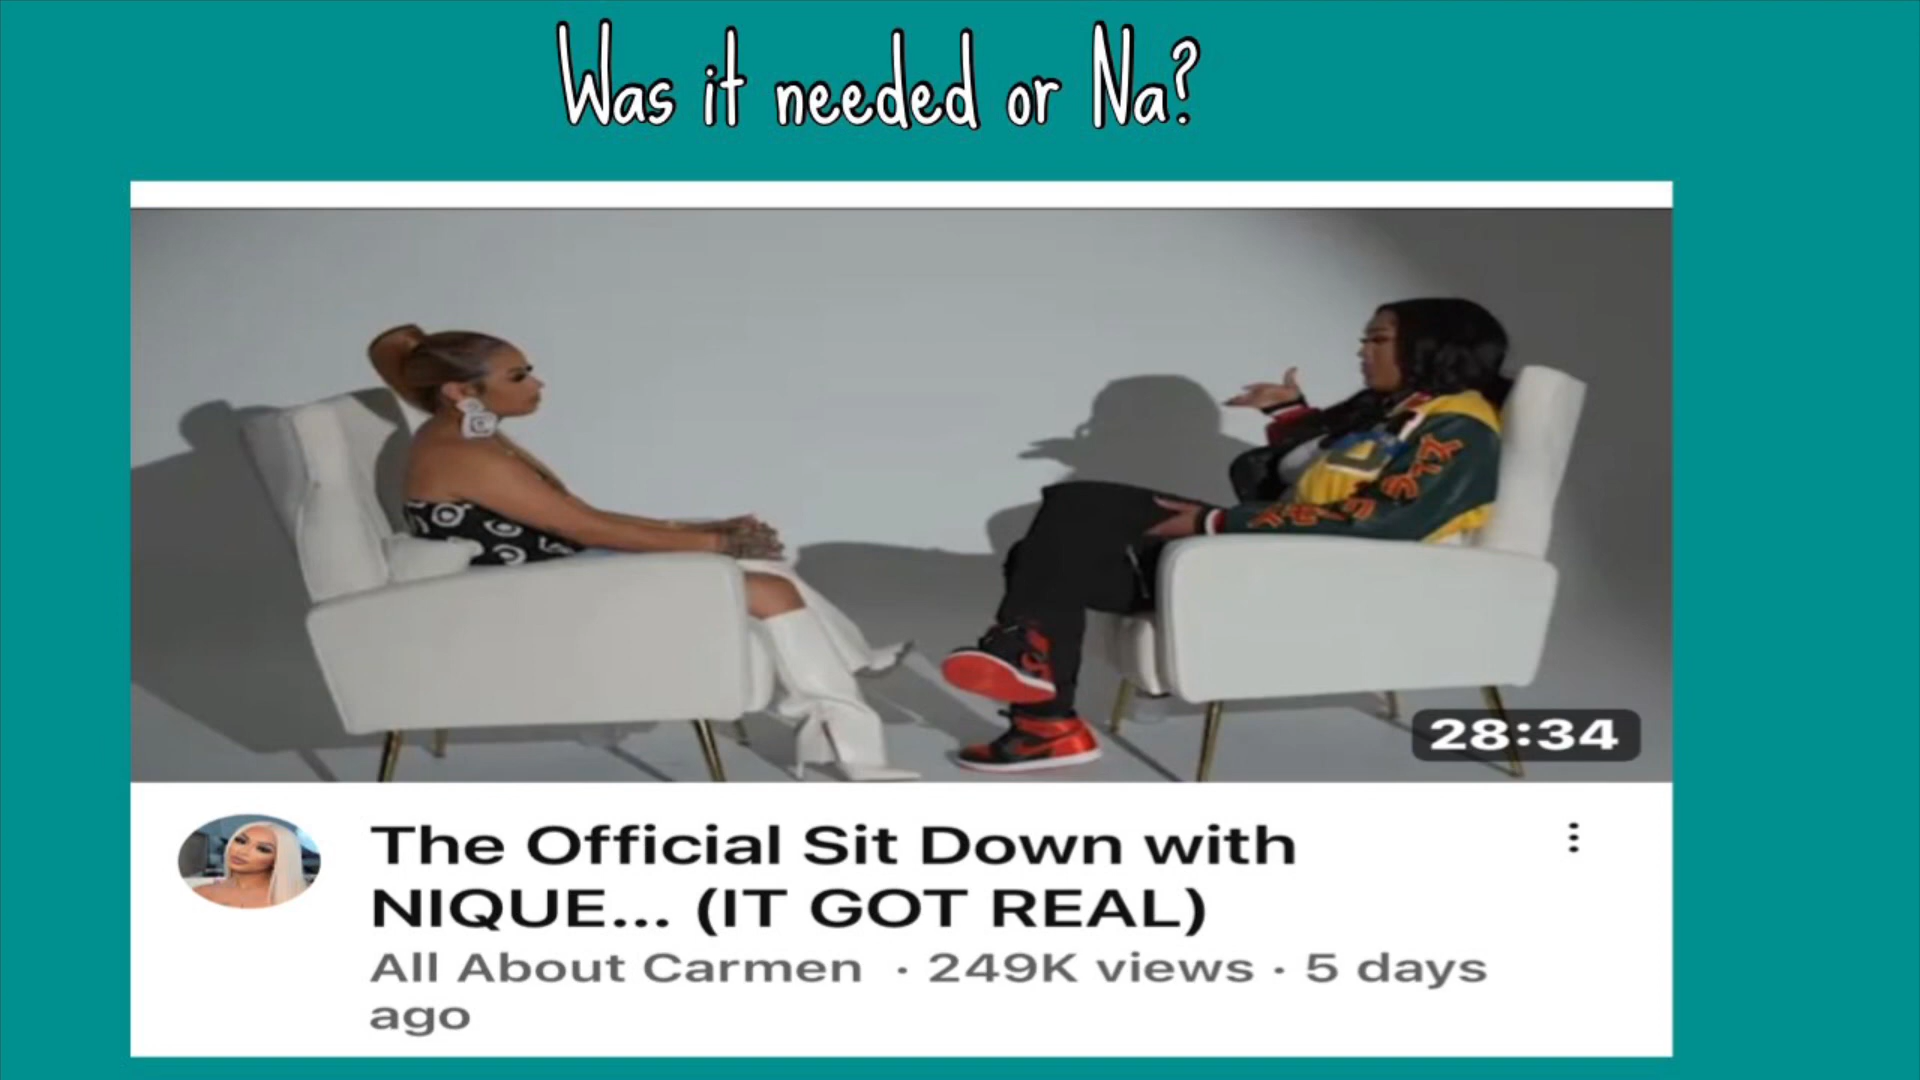 Was it needed or Na?
28:34
The Official Sit Down with
NIQUE... (IT GOT REAL)
All About Carmen · 249K views · 5 days
ago